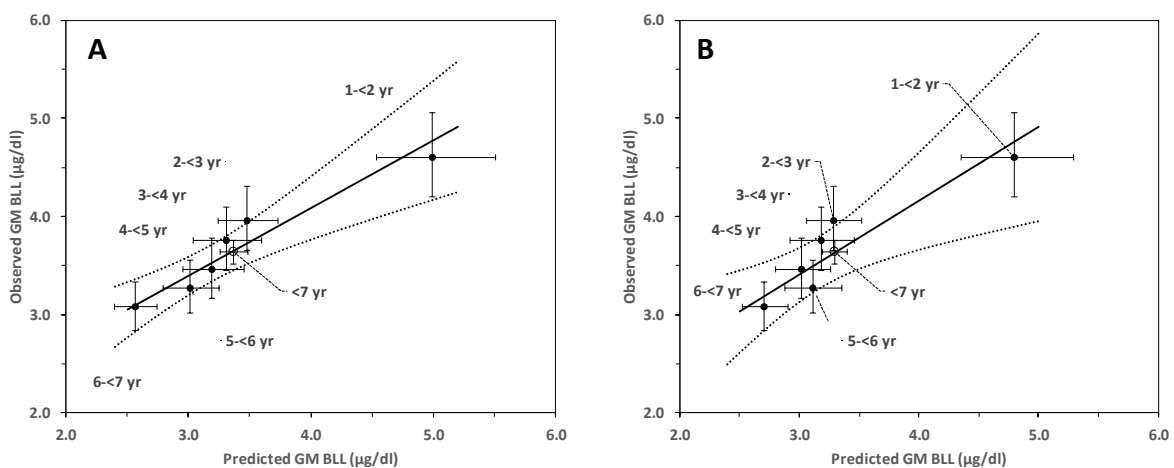 A
6.0
5.0
4.0
3.0
2.0
2.0
3.0
4.0
5.0
6.0
Observed GM BLL (µg/dl)
Predicted GM BLL (µg/dl)
1-<2 yr
2-<3 yr
3-<4 yr
4-<5 yr
<7 yr
5-<6 yr
6-<7 yr
B
6.0
5.0
4.0
3.0
2.0
2.0
3.0
4.0
5.0
6.0
Observed GM BLL (µg/dl)
Predicted GM BLL (µg/dl)
1-<2 yr
2-<3 yr
3-<4 yr
4-<5 yr
6-<7 yr
<7 yr
5-<6 yr